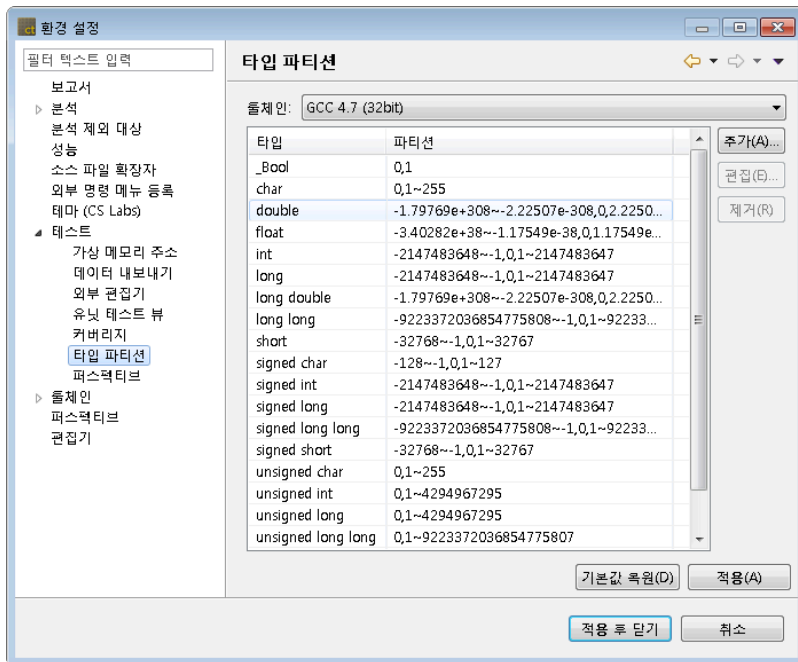 ct 환경 설정
필터 텍스트 입력
보고서
분석
분석 제외 대상
성능
소스 파일 확장자
외부 명령 메뉴 등록
테마 (CS Labs)
테스트
가상 메모리 주소
데이터 내보내기
외부 편집기
유닛 테스트 뷰
커버리지
타입 파티션
퍼스펙티브
툴체인
퍼스펙티브
편집기
타입 파티션
툴체인: GCC 4.7 (32bit)
타입 파티션
_Bool 0,1
char 0,1~255
double -1.79769e+308~-2.22507e-308,0,2.2250...
float -3.40282e+38~-1.17549e-38,0,1.17549e...
int -2147483648~-1,0,1~2147483647
long -2147483648~-1,0,1~2147483647
long double -1.79769e+308~-2.22507e-308,0,2.2250...
long long -9223372036854775808~-1,0,1~92233...
short -32768~-1,0,1~32767
signed char -128~-1,0,1~127
signed int -2147483648~-1,0,1~2147483647
signed long -2147483648~-1,0,1~2147483647
signed long long -9223372036854775808~-1,0,1~92233...
signed short -32768~-1,0,1~32767
unsigned char 0,1~255
unsigned int 0,1~4294967295
unsigned long 0,1~4294967295
unsigned long long 0,1~9223372036854775807
추가(A)...
편집(E)...
제거(R)
기본값 복원(D) 적용(A)
적용 후 닫기 취소